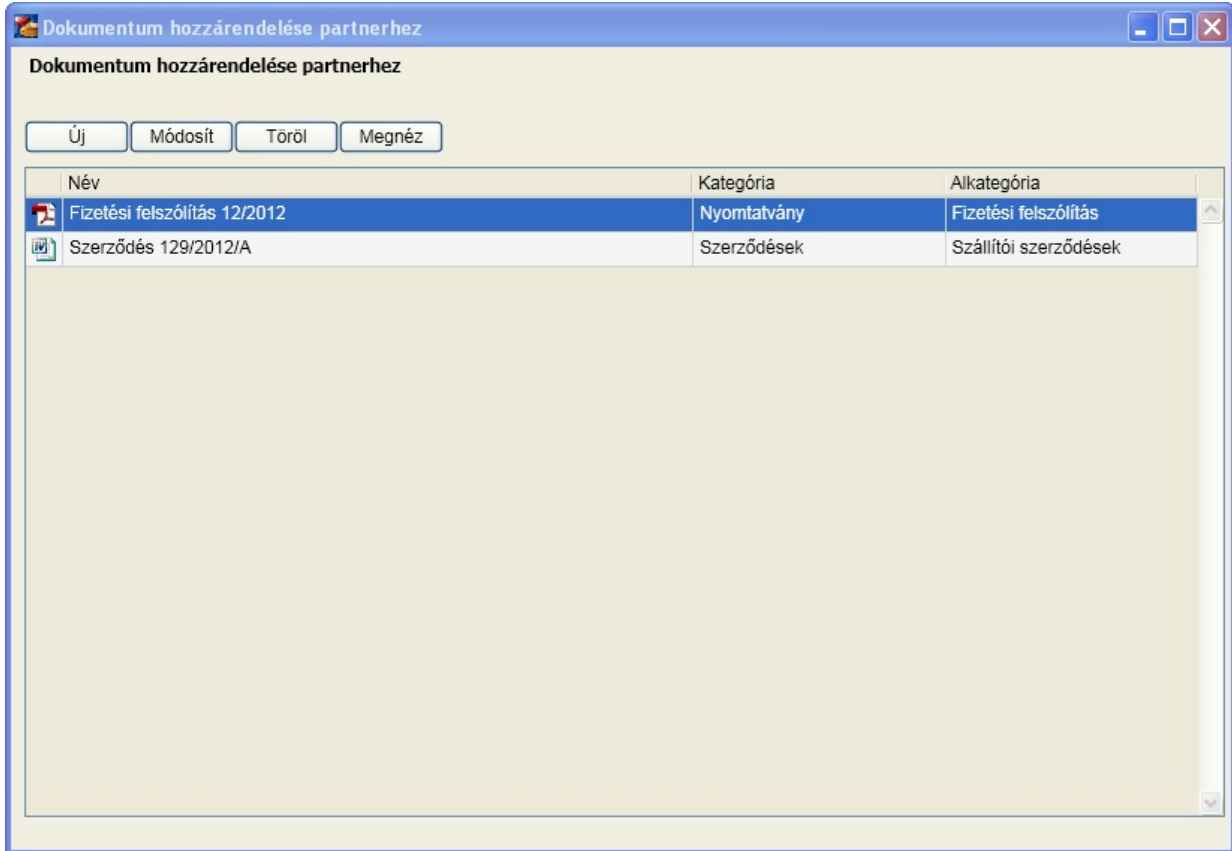 Dokumentum hozzárendelése partnerhez
Dokumentum hozzárendelése partnerhez
Új Módosít Töröl Megnéz
Név Kategória Alkategória
Fizetési felszólítás 12/2012 Nyomtatvány Fizetési felszólítás
Szerződés 129/2012/A Szerződések Szállítói szerződések